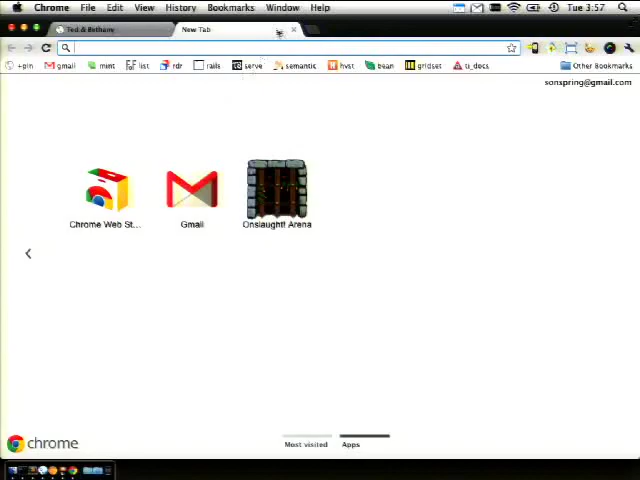 Chrome File Edit View History Bookmarks Window Help Tue 3:57
Ted & Bethany New Tab
+pin gmail mint list rdr rails serve semantic hvst bean gridset ti_docs Other Bookmarks
sonspring@gmail.com
Chrome Web St... Gmail Onslaught! Arena
chrome Most visited Apps